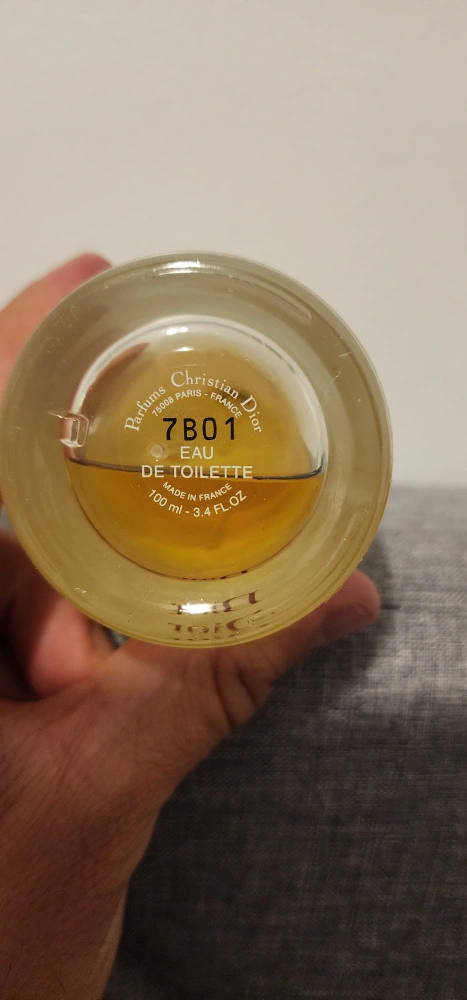 Parfums Christian Dior
75008 PARIS - FRANCE
7B01
EAU
DE TOILETTE
MADE IN FRANCE
100 ml - 3.4 FL.OZ
Dior